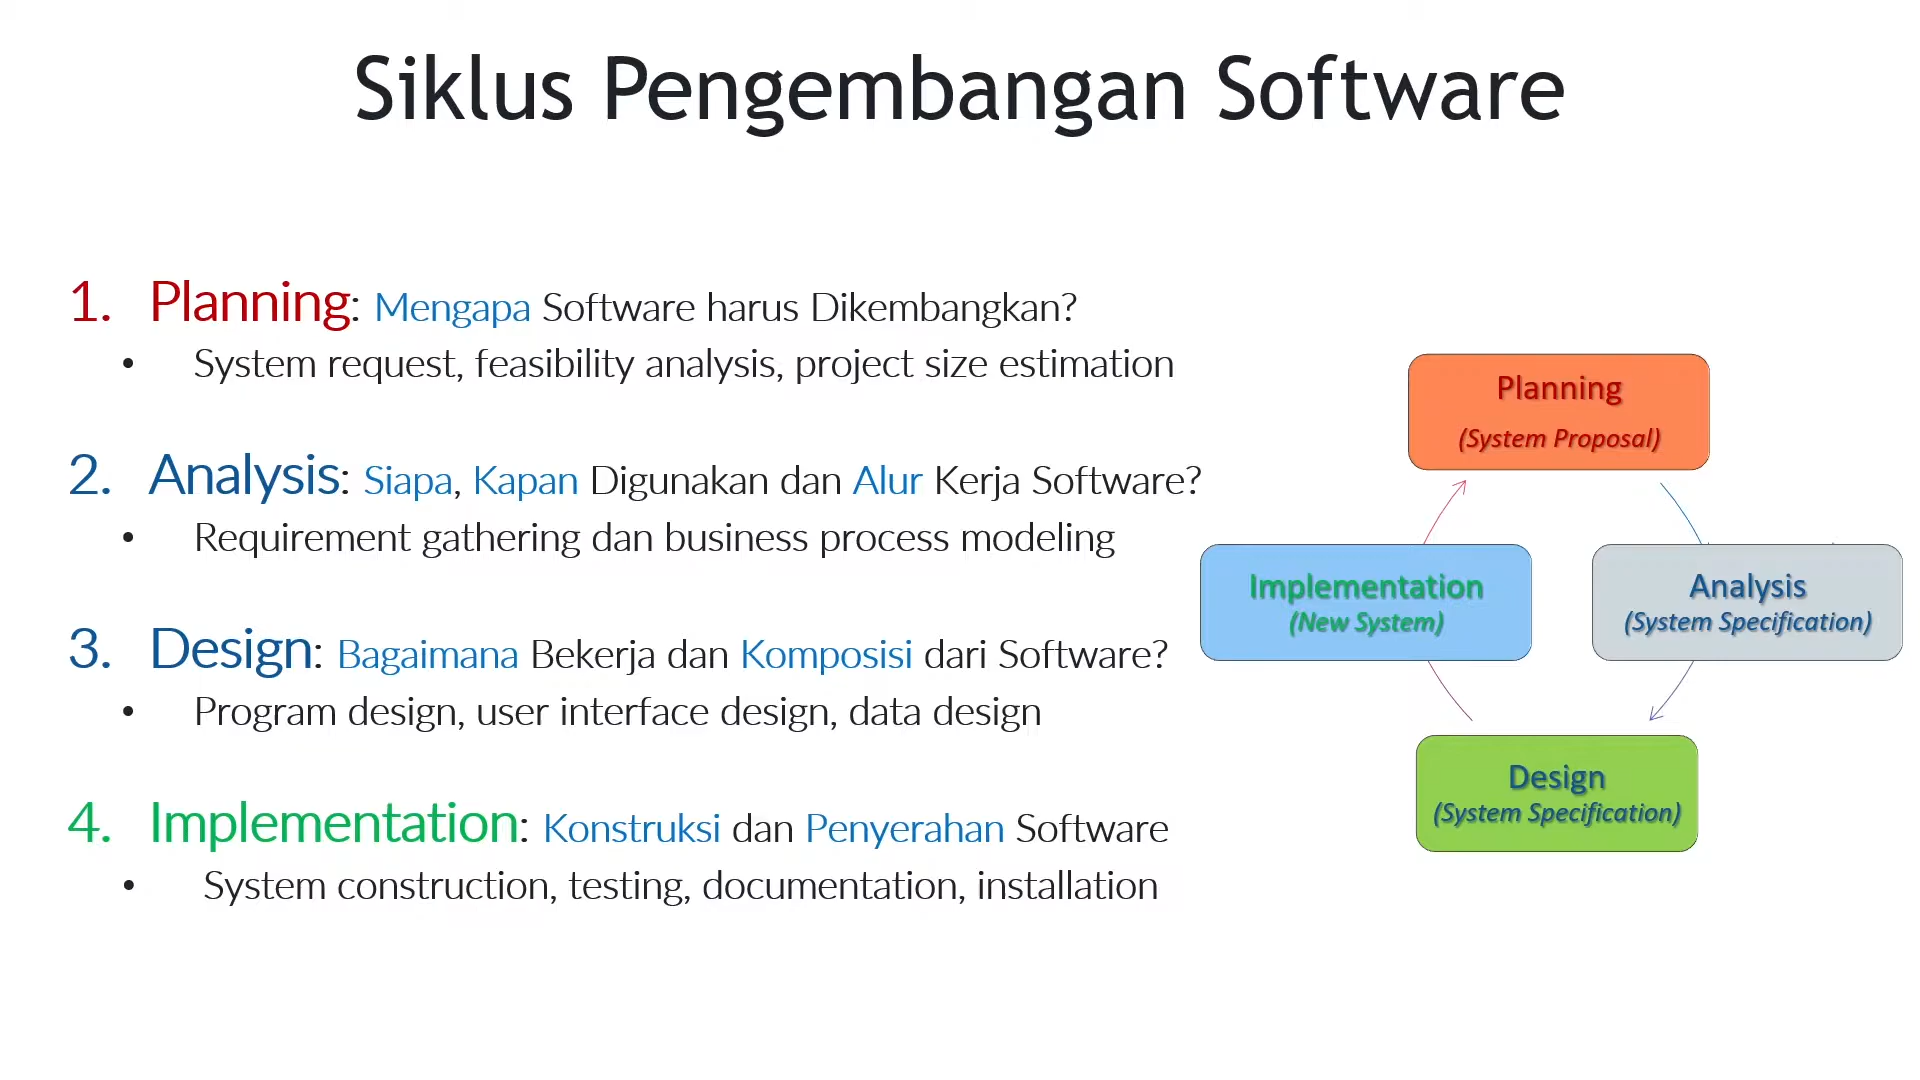 Siklus Pengembangan Software
1. Planning: Mengapa Software harus Dikembangkan?
• System request, feasibility analysis, project size estimation
2. Analysis: Siapa, Kapan Digunakan dan Alur Kerja Software?
• Requirement gathering dan business process modeling
3. Design: Bagaimana Bekerja dan Komposisi dari Software?
• Program design, user interface design, data design
4. Implementation: Konstruksi dan Penyerahan Software
• System construction, testing, documentation, installation
Planning
(System Proposal)
Implementation
(New System)
Analysis
(System Specification)
Design
(System Specification)